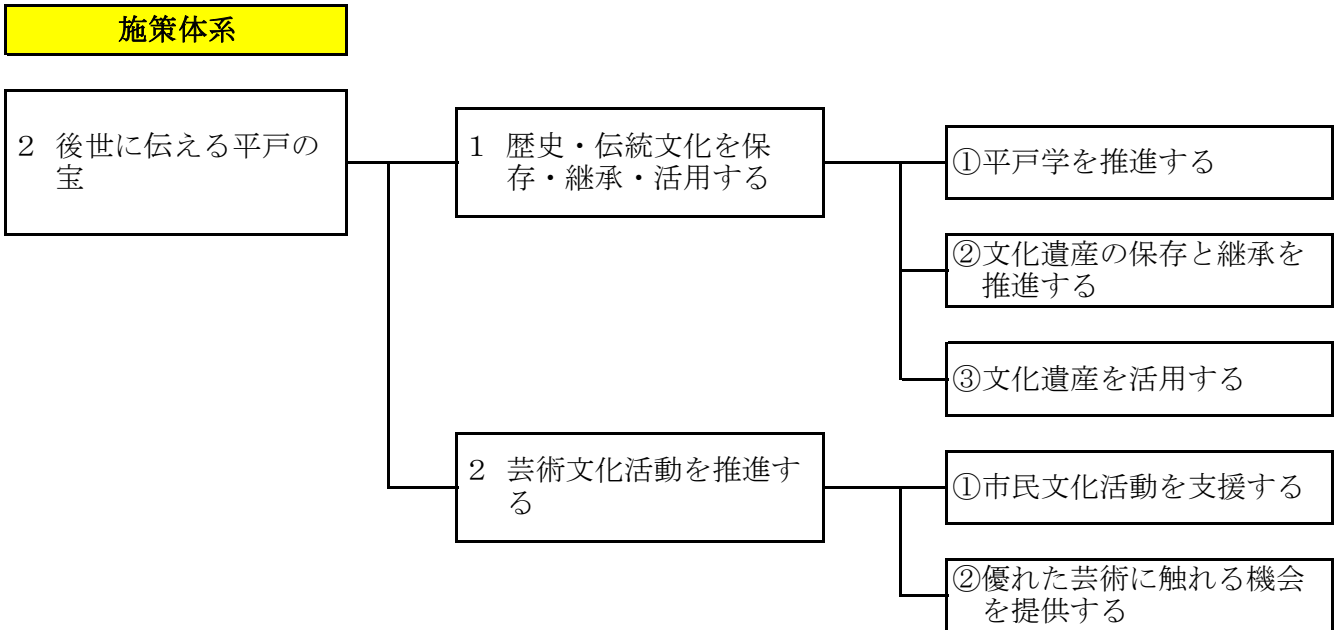 施策体系
２ 後世に伝える平戸の
宝
１ 歴史・伝統文化を保
存・継承・活用する
①平戸学を推進する
②文化遺産の保存と継承を
推進する
③文化遺産を活用する
２ 芸術文化活動を推進す
る
①市民文化活動を支援する
②優れた芸術に触れる機会
を提供する